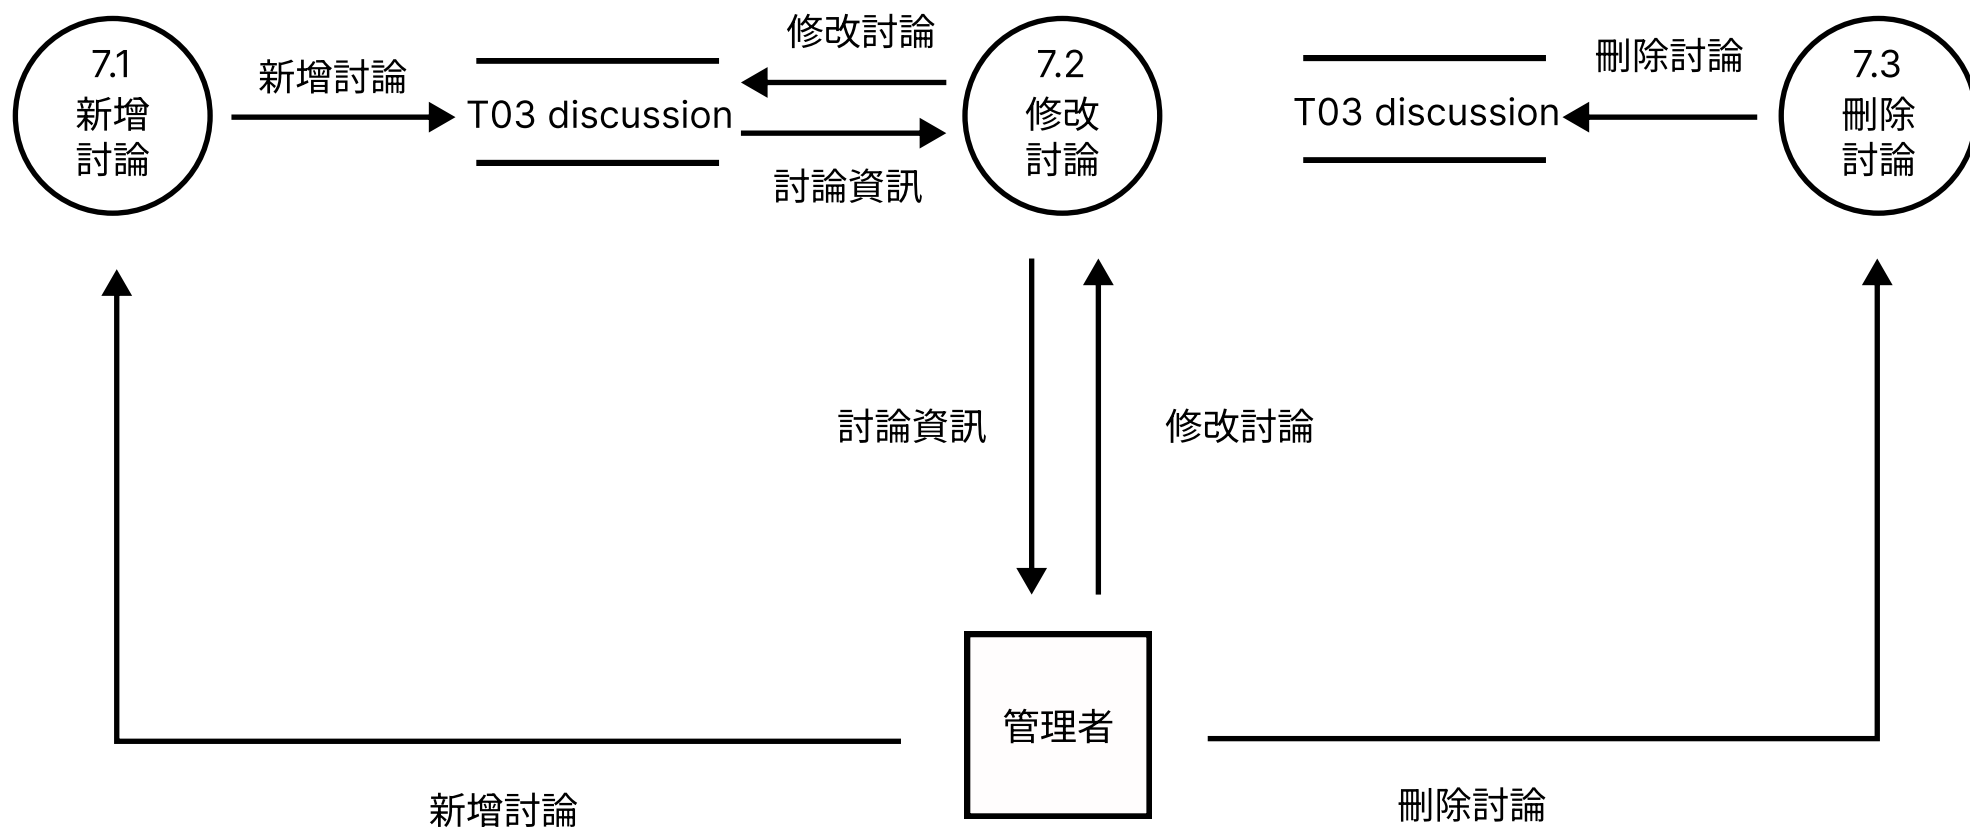 7.1
新增
討論
新增討論
T03 discussion
修改討論
討論資訊
7.2
修改
討論
T03 discussion
刪除討論
7.3
刪除
討論
討論資訊
修改討論
管理者
新增討論
刪除討論